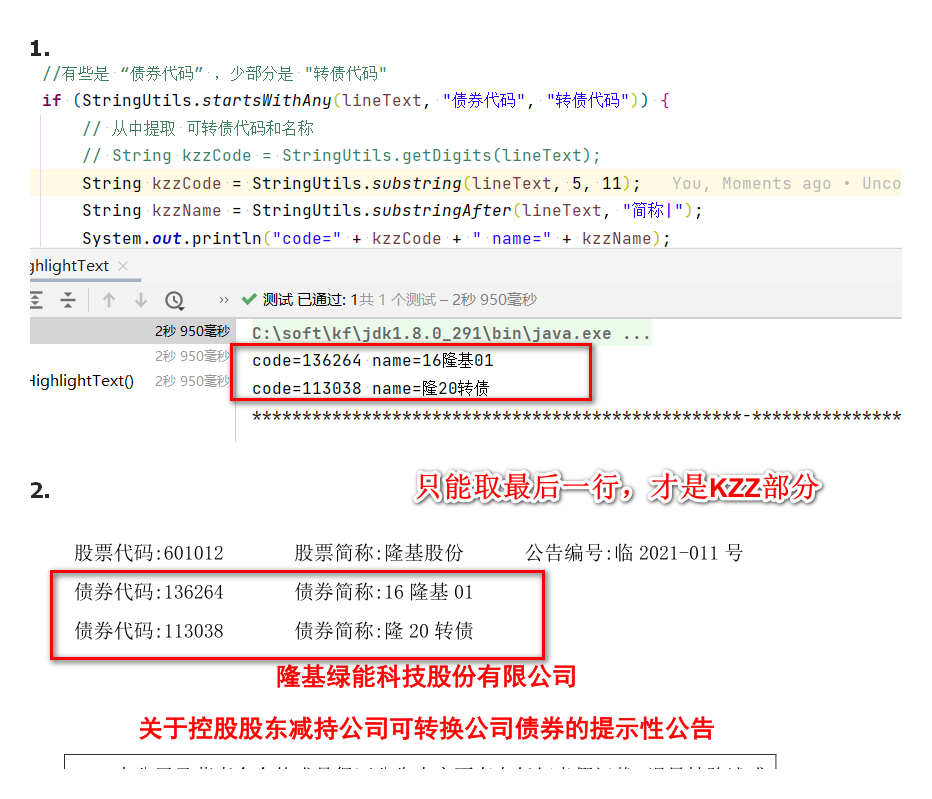 1.
//有些是 “债券代码” ，少部分是 "转债代码"
if (StringUtils.startsWithAny(lineText, "债券代码", "转债代码")) {
// 从中提取 可转债代码和名称
// String kzzCode = StringUtils.getDigits(lineText);
String kzzCode = StringUtils.substring(lineText, 5, 11); You, Moments ago • Unco
String kzzName = StringUtils.substringAfter(lineText, "简称|");
System.out.println("code=" + kzzCode + " name=" + kzzName);
ghlightText ×
›› ✔ 测试 已通过: 1共 1 个测试 – 2秒 950毫秒
2秒 950毫秒 C:\soft\kf\jdk1.8.0_291\bin\java.exe ...
2秒 950毫秒 code=136264 name=16隆基01
HighlightText() 2秒 950毫秒 code=113038 name=隆20转债
*************************************************-***************
2.
只能取最后一行，才是KZZ部分
股票代码:601012 股票简称:隆基股份 公告编号:临 2021-011 号
债券代码:136264 债券简称:16 隆基 01
债券代码:113038 债券简称:隆 20 转债
隆基绿能科技股份有限公司
关于控股股东减持公司可转换公司债券的提示性公告